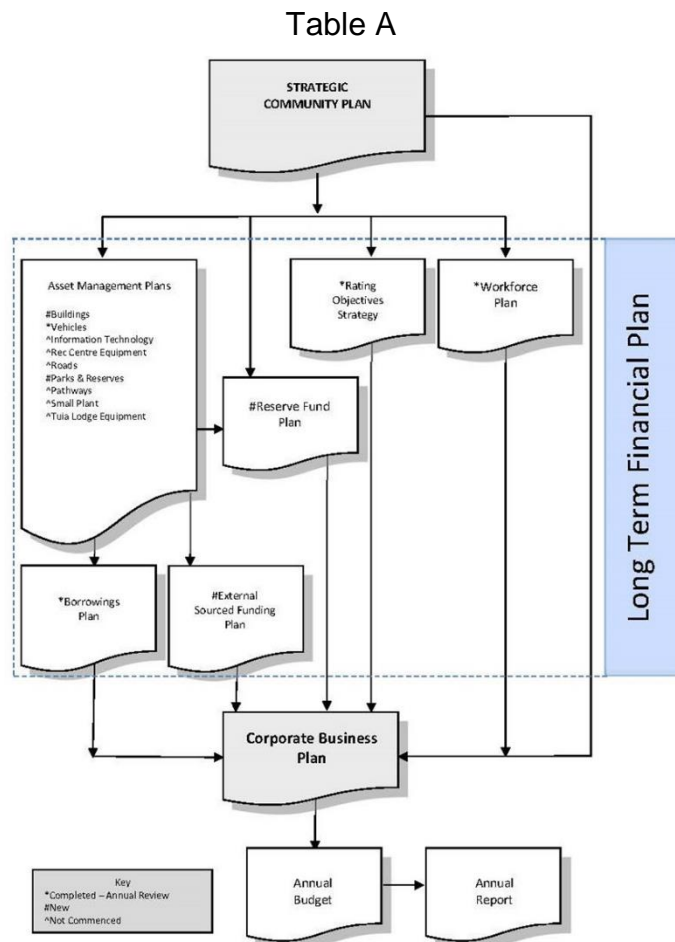 Table A
STRATEGIC
COMMUNITY PLAN
Asset Management Plans
#Buildings
*Vehicles
^Information Technology
^Rec Centre Equipment
^Roads
#Parks & Reserves
^Pathways
^Small Plant
^Tuia Lodge Equipment
*Rating
Objectives
Strategy
*Workforce
Plan
#Reserve Fund
Plan
Long Term Financial Plan
*Borrowings
Plan
#External
Sourced Funding
Plan
Corporate Business
Plan
Annual
Budget
Annual
Report
Key
*Completed – Annual Review
#New
^Not Commenced